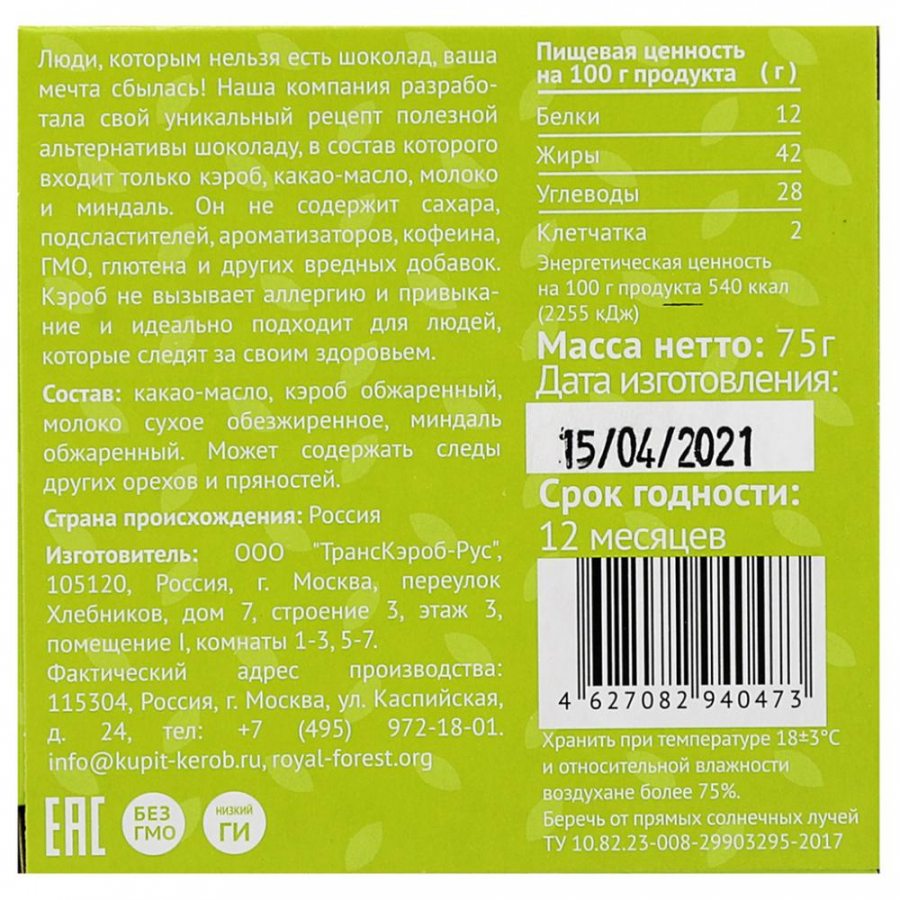 Люди, которым нельзя есть шоколад, ваша
мечта сбылась! Наша компания разрабо-
тала свой уникальный рецепт полезной
альтернативы шоколаду, в состав которого
входит только кэроб, какао-масло, молоко
и миндаль. Он не содержит сахара,
подсластителей, ароматизаторов, кофеина,
ГМО, глютена и других вредных добавок.
Кэроб не вызывает аллергию и привыка-
ние и идеально подходит для людей,
которые следят за своим здоровьем.
Состав: какао-масло, кэроб обжаренный,
молоко сухое обезжиренное, миндаль
обжаренный. Может содержать следы
других орехов и пряностей.
Страна происхождения: Россия
Изготовитель: ООО "ТрансКэроб-Рус",
105120, Россия, г. Москва, переулок
Хлебников, дом 7, строение 3, этаж 3,
помещение I, комнаты 1-3, 5-7.
Фактический адрес производства:
115304, Россия, г. Москва, ул. Каспийская,
д. 24, тел: +7 (495) 972-18-01.
info@kupit-kerob.ru, royal-forest.org
EAC
БЕЗ
ГМО
НИЗКИЙ
ГИ
Пищевая ценность
на 100 г продукта (г)
Белки 12
Жиры 42
Углеводы 28
Клетчатка 2
Энергетическая ценность
на 100 г продукта 540 ккал
(2255 кДж)
Масса нетто: 75г
Дата изготовления:
15/04/2021
Срок годности:
12 месяцев
4 627082 940473
Хранить при температуре 18±3°С
и относительной влажности
воздухане более 75%.
Беречь от прямых солнечных лучей
ТУ 10.82.23-008-29903295-2017